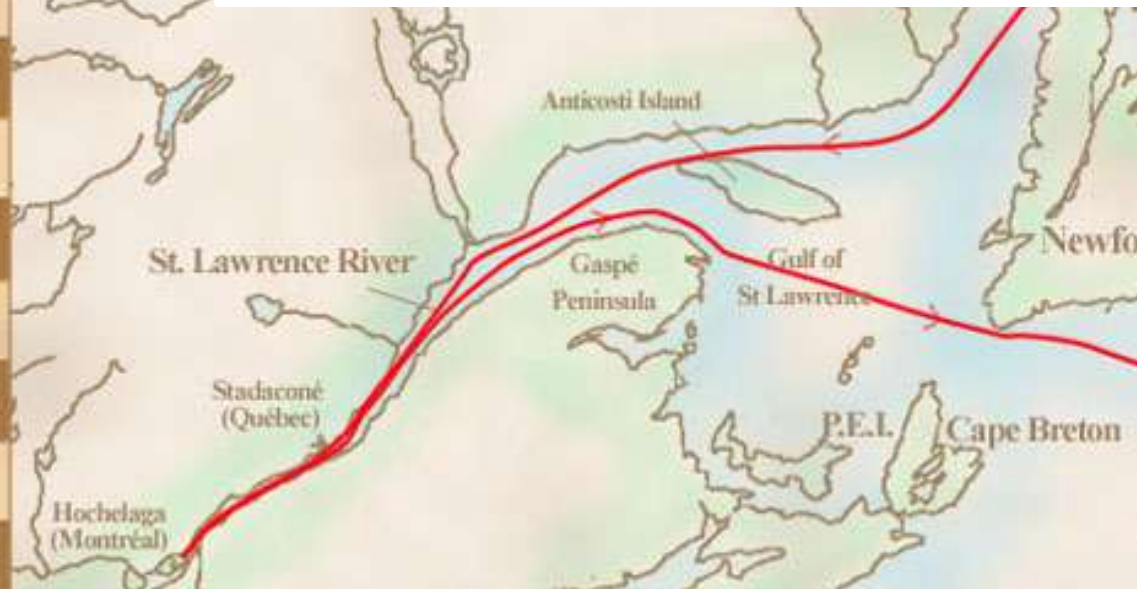 Anticosti Island
St. Lawrence River
Gaspé
Peninsula
Gulf of
St Lawrence
Newfo
Stadaconé
(Québec)
P.E.I.
Cape Breton
Hochelaga
(Montréal)